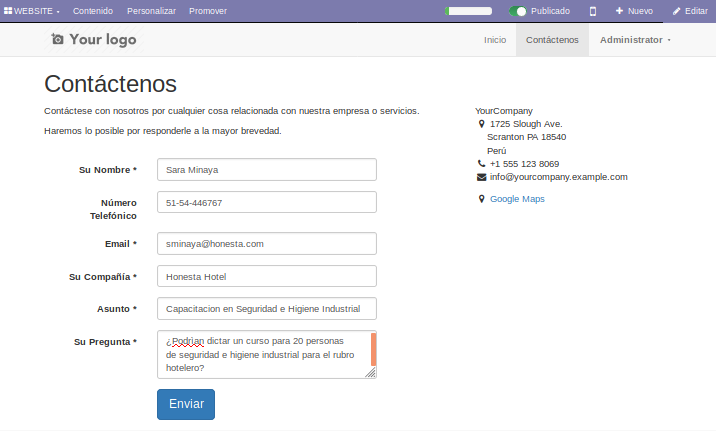 WEBSITE Contenido Personalizar Promover Publicado Nuevo Editar
Your logo Inicio Contáctenos Administrator
Contáctenos
Contáctese con nosotros por cualquier cosa relacionada con nuestra empresa o servicios.
Haremos lo posible por responderle a la mayor brevedad.
YourCompany
1725 Slough Ave.
Scranton PA 18540
Perú
+1 555 123 8069
info@yourcompany.example.com
Google Maps
Su Nombre * Sara Minaya
Número
Telefónico
51-54-446767
Email * sminaya@honesta.com
Su Compañía * Honesta Hotel
Asunto * Capacitacion en Seguridad e Higiene Industrial
Su Pregunta * ¿Podrian dictar un curso para 20 personas
de seguridad e higiene industrial para el rubro
hotelero?
Enviar